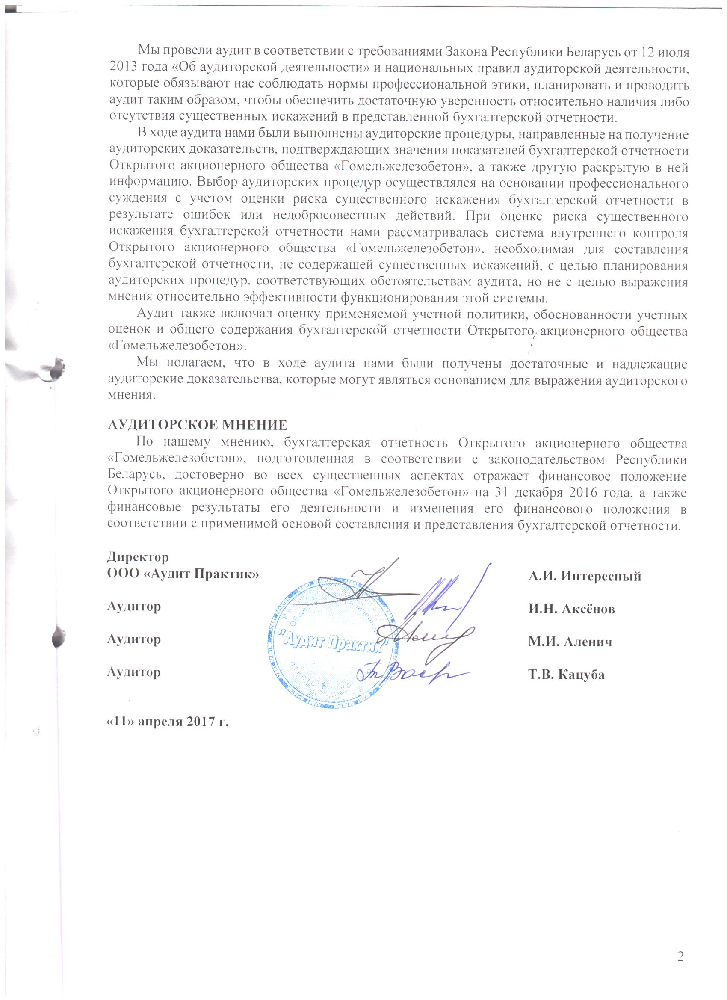 Мы провели аудит в соответствии с требованиями Закона Республики Беларусь от 12 июля
2013 года «Об аудиторской деятельности» и национальных правил аудиторской деятельности,
которые обязывают нас соблюдать нормы профессиональной этики, планировать и проводить
аудит таким образом, чтобы обеспечить достаточную уверенность относительно наличия либо
отсутствия существенных искажений в представленной бухгалтерской отчетности.
В ходе аудита нами были выполнены аудиторские процедуры, направленные на получение
аудиторских доказательств, подтверждающих значения показателей бухгалтерской отчетности
Открытого акционерного общества «Гомельжелезобетон», а также другую раскрытую в ней
информацию. Выбор аудиторских процедур осуществлялся на основании профессионального
суждения с учетом оценки риска существенного искажения бухгалтерской отчетности в
результате ошибок или недобросовестных действий. При оценке риска существенного
искажения бухгалтерской отчетности нами рассматривалась система внутреннего контроля
Открытого акционерного общества «Гомельжелезобетон», необходимая для составления
бухгалтерской отчетности, не содержащей существенных искажений, с целью планирования
аудиторских процедур, соответствующих обстоятельствам аудита, но не с целью выражения
мнения относительно эффективности функционирования этой системы.
Аудит также включал оценку применяемой учетной политики, обоснованности учетных
оценок и общего содержания бухгалтерской отчетности Открытого акционерного общества
«Гомельжелезобетон».
Мы полагаем, что в ходе аудита нами были получены достаточные и надлежащие
аудиторские доказательства, которые могут являться основанием для выражения аудиторского
мнения.
АУДИТОРСКОЕ МНЕНИЕ
По нашему мнению, бухгалтерская отчетность Открытого акционерного общества
«Гомельжелезобетон», подготовленная в соответствии с законодательством Республики
Беларусь, достоверно во всех существенных аспектах отражает финансовое положение
Открытого акционерного общества «Гомельжелезобетон» на 31 декабря 2016 года, а также
финансовые результаты его деятельности и изменения его финансового положения в
соответствии с применимой основой составления и представления бухгалтерской отчетности.
Директор
ООО «Аудит Практик» А.И. Интересный
Аудитор И.Н. Аксёнов
Аудитор М.И. Аленич
Аудитор Т.В. Кацуба
"Аудит Практик"
«11» апреля 2017 г.
2